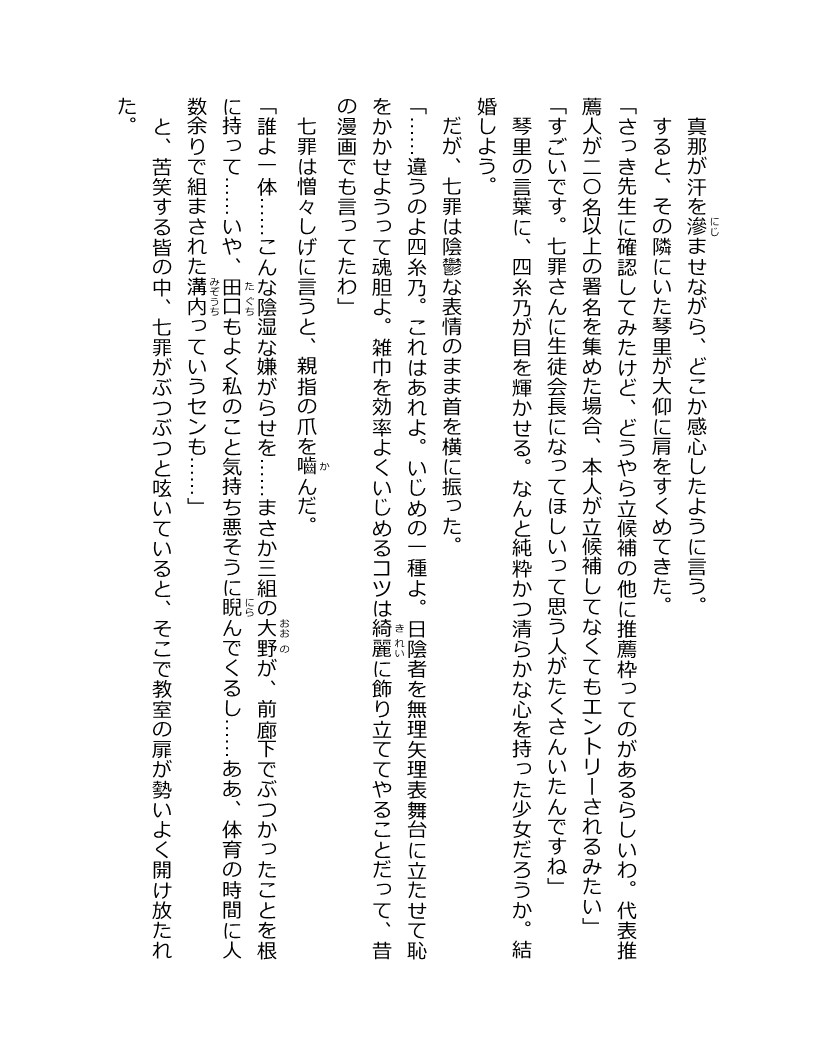 真那が汗を滲ませながら、どこか感心したように言う。
すると、その隣にいた琴里が大仰に肩をすくめてきた。
「さっき先生に確認してみたけど、どうやら立候補の他に推薦枠ってのがあるらしいわ。代表推
薦人が二〇名以上の署名を集めた場合、本人が立候補してなくてもエントリーされるみたい」
「すごいです。七罪さんに生徒会長になってほしいって思う人がたくさんいたんですね」
琴里の言葉に、四糸乃が目を輝かせる。なんと純粋かつ清らかな心を持った少女だろうか。結
婚しよう。
だが、七罪は陰鬱な表情のまま首を横に振った。
「……違うのよ四糸乃。これはあれよ。いじめの一種よ。日陰者を無理矢理表舞台に立たせて恥
をかかせようって魂胆よ。雑巾を効率よくいじめるコツは綺麗に飾り立ててやることだって、昔
の漫画でも言ってたわ」
七罪は憎々しげに言うと、親指の爪を嚙んだ。
「誰よ一体……こんな陰湿な嫌がらせを……まさか三組の大野が、前廊下でぶつかったことを根
に持って……いや、田口もよく私のこと気持ち悪そうに睨んでくるし……ああ、体育の時間に人
数余りで組まされた溝内っていうセンも……」
と、苦笑する皆の中、七罪がぶつぶつと呟いていると、そこで教室の扉が勢いよく開け放たれ
た。